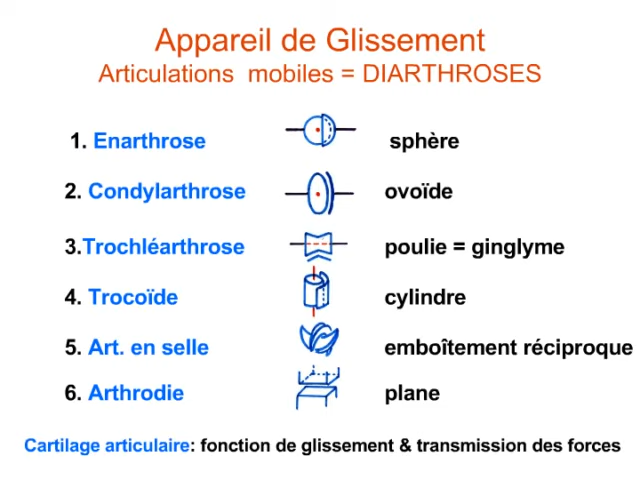 Appareil de Glissement
Articulations mobiles = DIARTHROSES
1. Enarthrose sphère
2. Condylarthrose ovoïde
3.Trochléarthrose poulie = ginglyme
4. Trocoïde cylindre
5. Art. en selle emboîtement réciproque
6. Arthrodie plane
Cartilage articulaire: fonction de glissement & transmission des forces